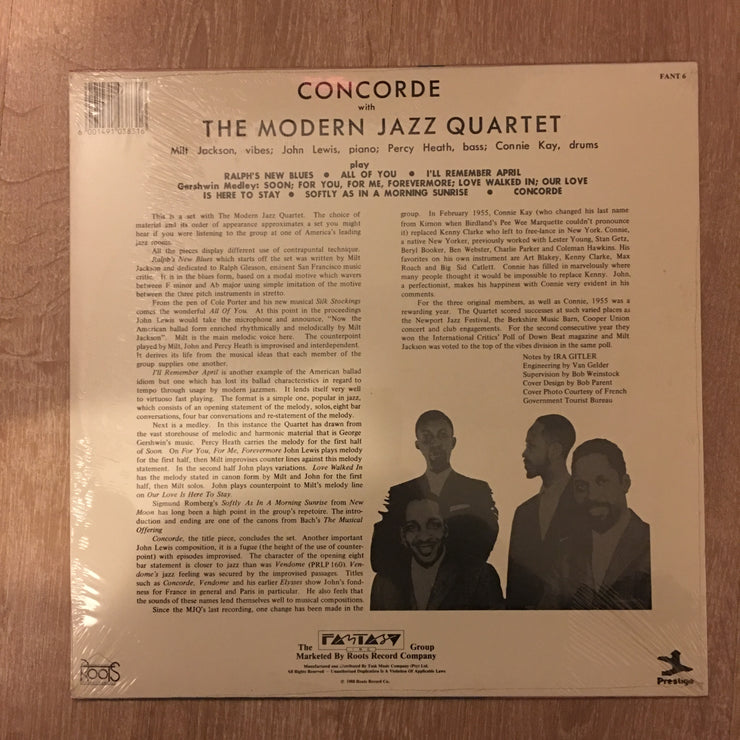 FANT 6
6 001491 038316
CONCORDE
with
THE MODERN JAZZ QUARTET
Milt Jackson, vibes; John Lewis, piano; Percy Heath, bass; Connie Kay, drums
play
RALPH'S NEW BLUES • ALL OF YOU • I'LL REMEMBER APRIL
Gershwin Medley: SOON; FOR YOU, FOR ME, FOREVERMORE; LOVE WALKED IN; OUR LOVE
IS HERE TO STAY • SOFTLY AS IN A MORNING SUNRISE • CONCORDE
This is a set with The Modern Jazz Quartet. The choice of
material and its order of appearance approximates a set you might
hear if you were listening to the group at one of America's leading
jazz rooms.
All the pieces display different use of contrapuntal technique.
Ralph's New Blues which starts off the set was written by Milt
Jackson and dedicated to Ralph Gleason, eminent San Francisco music
critic. It is in the blues form, based on a modal motive which wavers
between F minor and Ab major using simple imitation of the motive
between the three pitch instruments in stretto.
From the pen of Cole Porter and his new musical Silk Stockings
comes the wonderful All Of You. At this point in the proceedings
John Lewis would take the microphone and announce, "Now the
American ballad form enriched rhythmically and melodically by Milt
Jackson". Milt is the main melodic voice here. The counterpoint
played by Milt, John and Percy Heath is improvised and interdependent.
It derives its life from the musical ideas that each member of the
group supplies one another.
I'll Remember April is another example of the American ballad
idiom but one which has lost its ballad characteristics in regard to
tempo through usage by modern jazzmen. It lends itself very well
to virtuoso fast playing. The format is a simple one, popular in jazz,
which consists of an opening statement of the melody, solos, eight bar
conversations, four bar conversations and re-statement of the melody.
Next is a medley. In this instance the Quartet has drawn from
the vast storehouse of melodic and harmonic material that is George
Gershwin's music. Percy Heath carries the melody for the first half
of Soon. On For You, For Me, Forevermore John Lewis plays melody
for the first half, then Milt improvises counter lines against this melody
statement. In the second half John plays variations. Love Walked In
has the melody stated in canon form by Milt and John for the first
half, then Milt solos. John plays counterpoint to Milt's melody line
on Our Love Is Here To Stay.
Sigmund Romberg's Softly As In A Morning Sunrise from New
Moon has long been a high point in the group's repetoire. The intro-
duction and ending are one of the canons from Bach's The Musical
Offering
Concorde, the title piece, concludes the set. Another important
John Lewis composition, it is a fugue (the height of the use of counter-
point) with episodes improvised. The character of the opening eight
bar statement is closer to jazz than was Vendome (PRLP 160). Ven-
dome's jazz feeling was secured by the improvised passages. Titles
such as Concorde, Vendome and his earlier Elysees show John's fond-
ness for France in general and Paris in particular. He also feels that
the sounds of these names lend themselves well to musical compositions.
Since the MJQ's last recording, one change has been made in the
group. In February 1955, Connie Kay (who changed his last name
from Kirnon when Birdland's Pee Wee Marquette couldn't pronounce
it) replaced Kenny Clarke who left to free-lance in New York. Connie,
a native New Yorker, previously worked with Lester Young, Stan Getz,
Beryl Booker, Ben Webster, Charlie Parker and Coleman Hawkins. His
favorites on his own instrument are Art Blakey, Kenny Clarke, Max
Roach and Big Sid Catlett. Connie has filled in marvelously where
many people thought it would be impossible to replace Kenny. John,
a perfectionist, makes his happiness with Connie very evident in his
comments.
For the three original members, as well as Connie, 1955 was a
rewarding year. The Quartet scored successes at such varied places as
the Newport Jazz Festival, the Berkshire Music Barn, Cooper Union
concert and club engagements. For the second consecutive year they
won the International Critics' Poll of Down Beat magazine and Milt
Jackson was voted to the top of the vibes division in the same poll.
Notes by IRA GITLER
Engineering by Van Gelder
Supervision by Bob Weinstock
Cover Design by Bob Parent
Cover Photo Courtesy of French
Government Tourist Bureau
The FANTASY Group
Marketed By Roots Record Company
Manufactured and distributed By Tusk Music Company (Pty) Ltd.
All Rights Reserved — Unauthorised Duplication Is A Violation Of Applicable Laws
© 1988 Roots Record Co.
ROOTS
Prestige